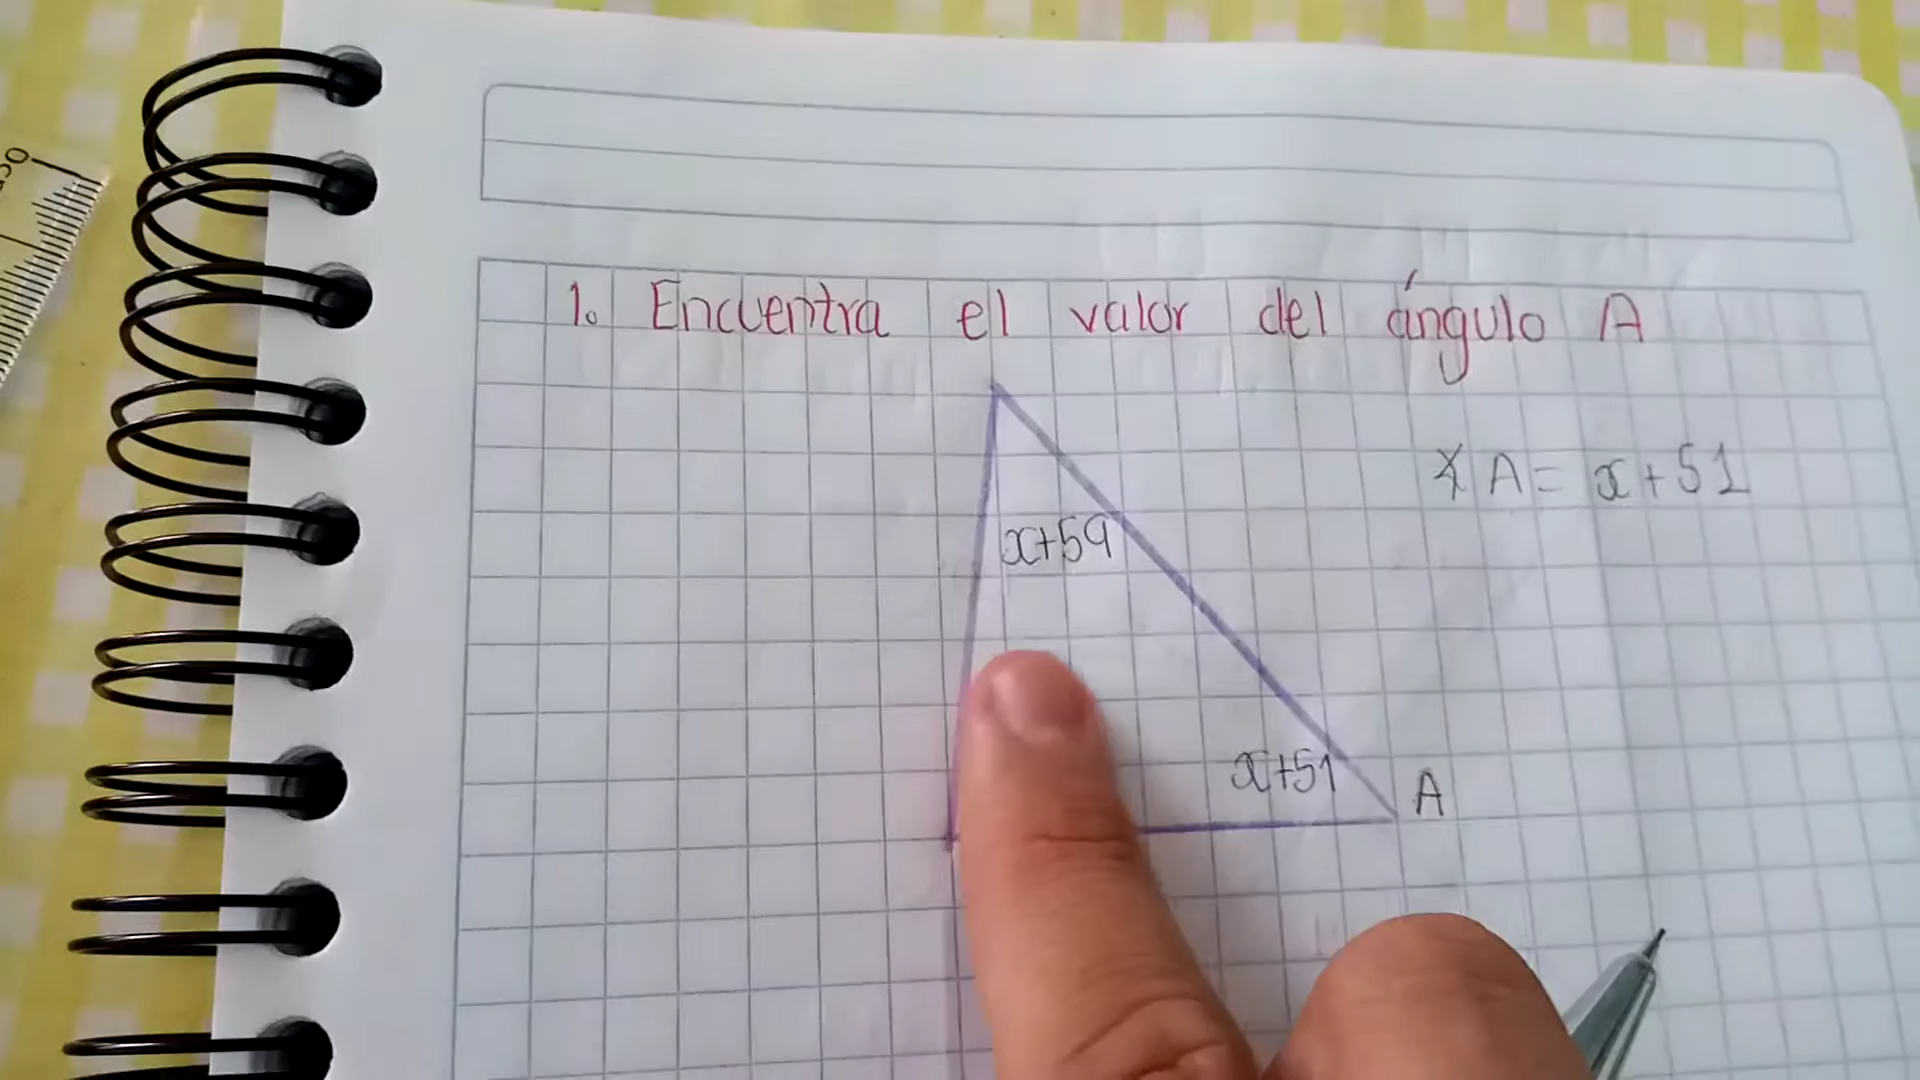 1. Encuentra el valor del ángulo A
∡ A = x+51
x+59
x+51
A